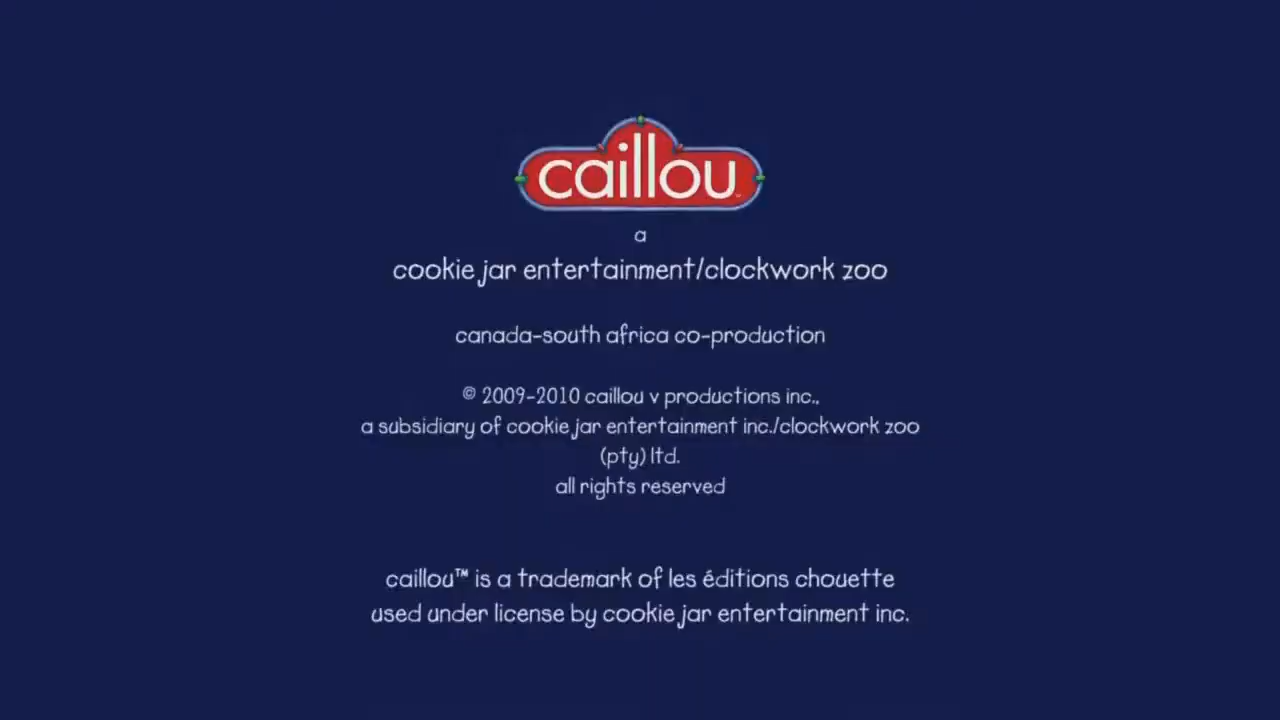 caillou™
a
cookie jar entertainment/clockwork zoo
canada-south africa co-production
© 2009-2010 caillou v productions inc.,
a subsidiary of cookie jar entertainment inc./clockwork zoo
(pty) ltd.
all rights reserved
caillou™ is a trademark of les éditions chouette
used under license by cookie jar entertainment inc.